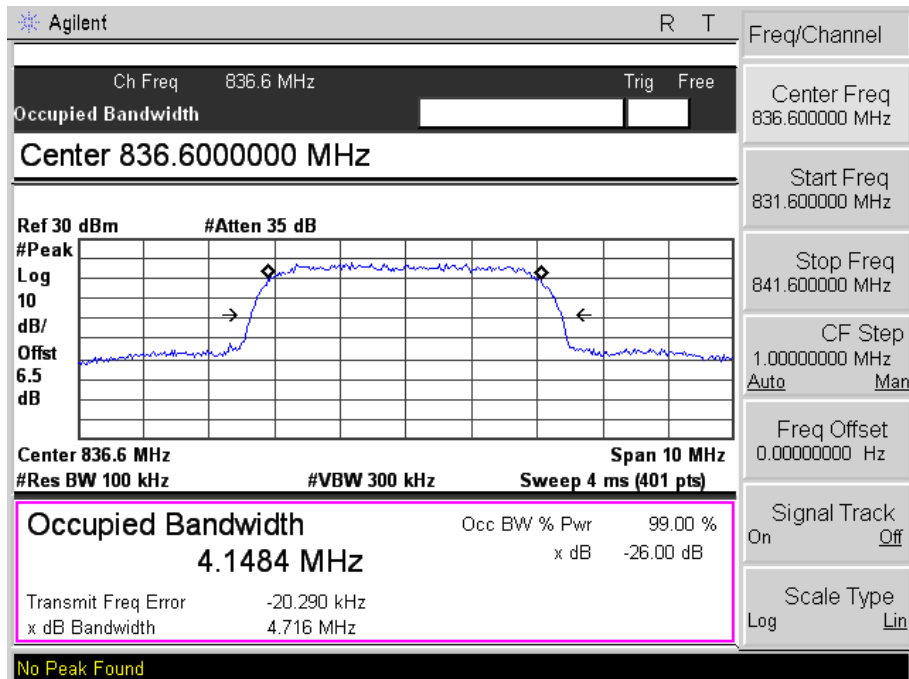 Agilent R T
Freq/Channel
Ch Freq 836.6 MHz Trig Free
Occupied Bandwidth
Center 836.6000000 MHz
Center Freq
836.600000 MHz
Start Freq
831.600000 MHz
Stop Freq
841.600000 MHz
CF Step
1.00000000 MHz
Auto Man
Freq Offset
0.00000000 Hz
Signal Track
On Off
Scale Type
Log Lin
Ref 30 dBm #Atten 35 dB
#Peak
Log
10
dB/
Offst
6.5
dB
Center 836.6 MHz Span 10 MHz
#Res BW 100 kHz #VBW 300 kHz Sweep 4 ms (401 pts)
Occupied Bandwidth Occ BW % Pwr 99.00 %
4.1484 MHz x dB -26.00 dB
Transmit Freq Error -20.290 kHz
x dB Bandwidth 4.716 MHz
No Peak Found